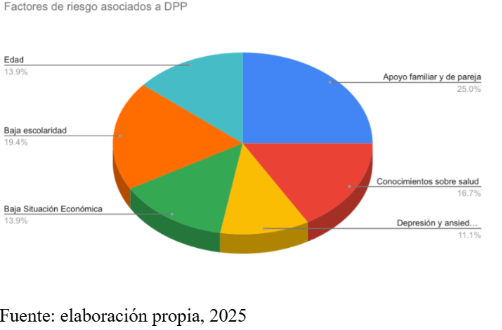 Factores de riesgo asociados a DPP
Edad
13.9%
Apoyo familiar y de pareja
25.0%
Baja escolaridad
19.4%
Conocimientos sobre salud
16.7%
Baja Situación Económica
13.9%
Depresión y ansied...
11.1%
Fuente: elaboración propia, 2025